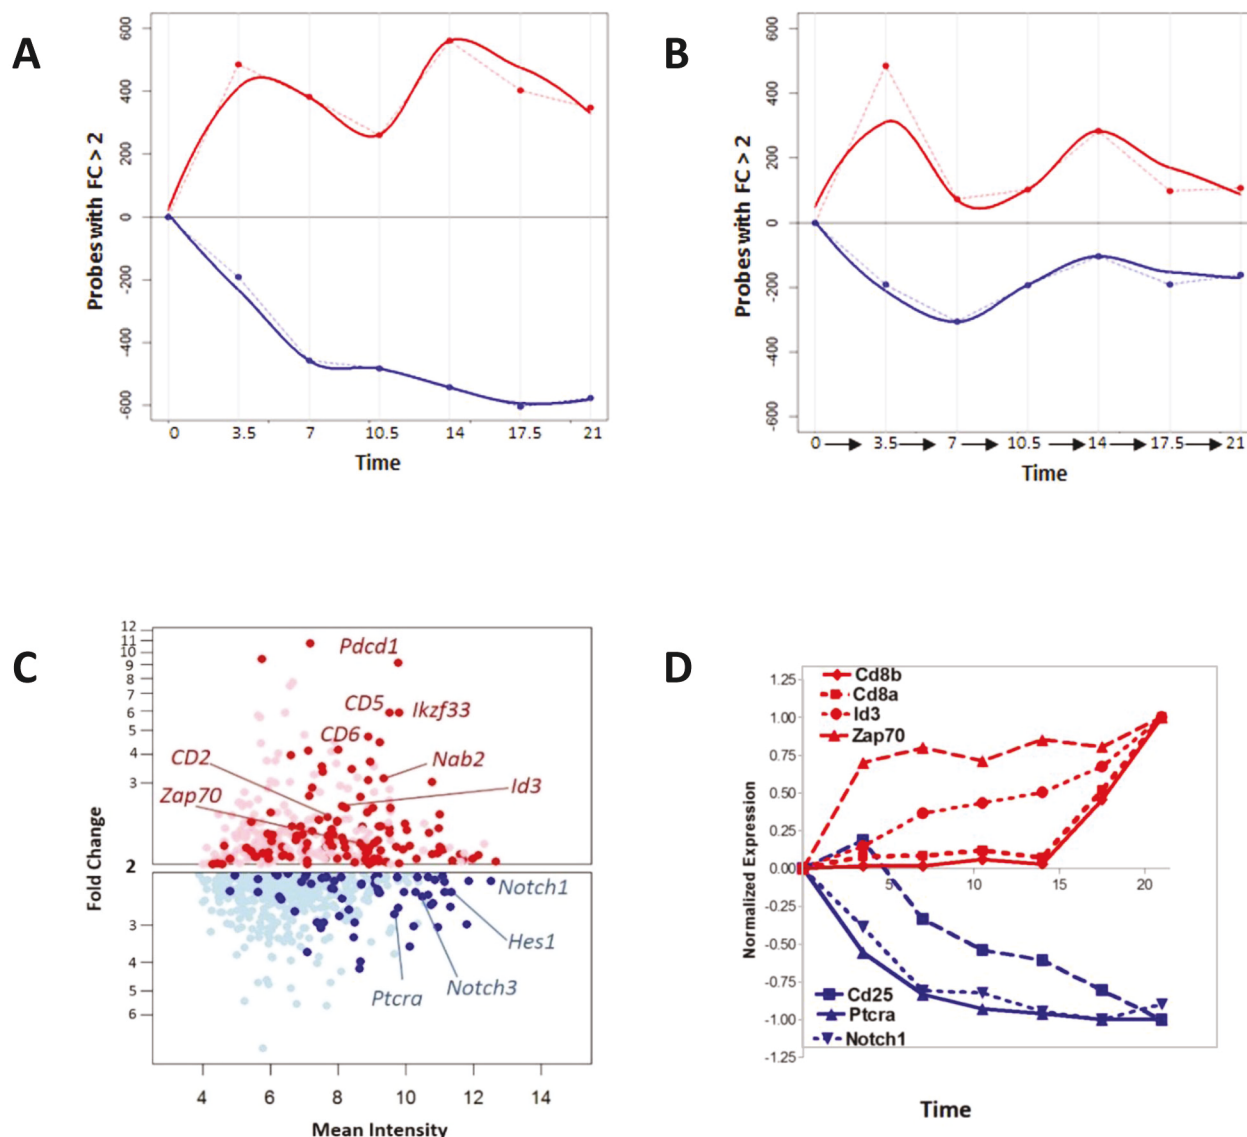 A
Probes with FC > 2
600
400
200
0
-200
-400
-600
0 3.5 7 10.5 14 17.5 21
Time
B
Probes with FC > 2
600
400
200
0
-200
-400
-600
0 3.5 7 10.5 14 17.5 21
Time
C
Fold Change
12
11
10
9
8
7
6
5
4
3
2
3
4
5
6
Pdcd1
CD5 Ikzf33
CD6
CD2 Nab2
Zap70 Id3
Notch1
Hes1
Ptcra Notch3
4 6 8 10 12 14
Mean Intensity
D
Normalized Expression
1.25
1.00
0.75
0.50
0.25
0.00
-0.25
-0.50
-0.75
-1.00
-1.25
Cd8b
Cd8a
Id3
Zap70
5 10 15 20
Cd25
Ptcra
Notch1
Time